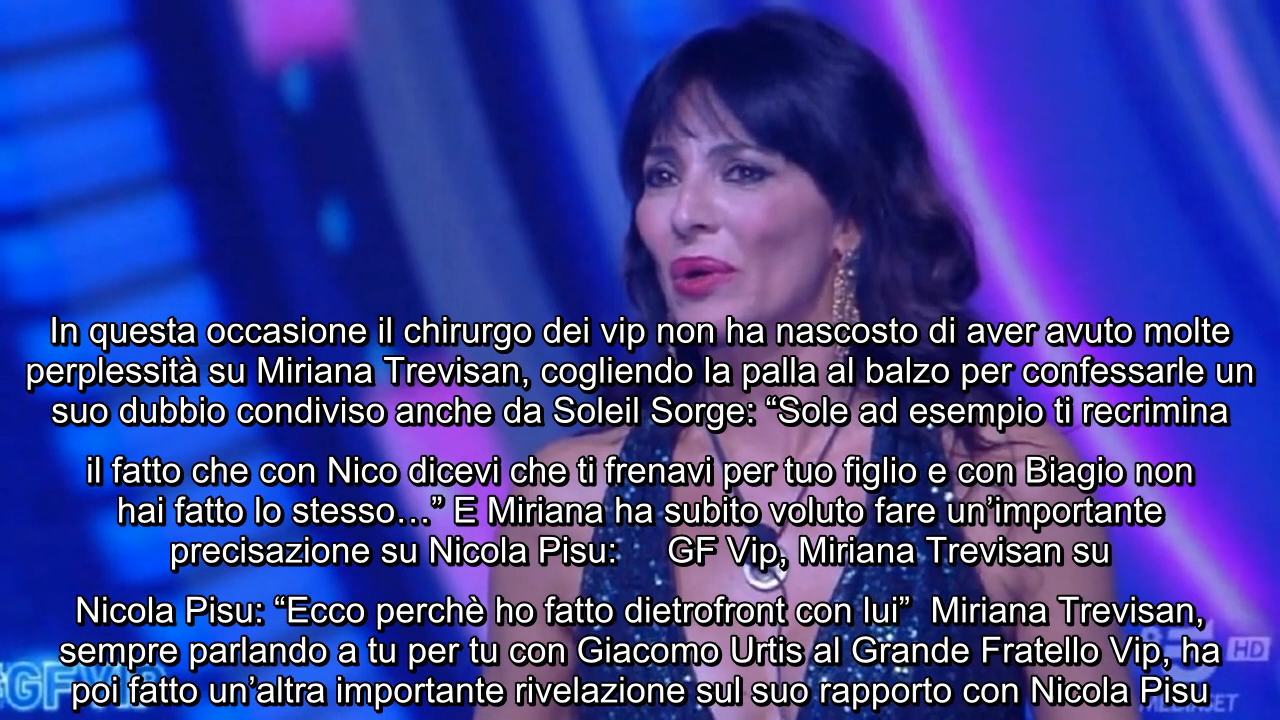 In questa occasione il chirurgo dei vip non ha nascosto di aver avuto molte
perplessità su Miriana Trevisan, cogliendo la palla al balzo per confessarle un
suo dubbio condiviso anche da Soleil Sorge: “Sole ad esempio ti recrimina
il fatto che con Nico dicevi che ti frenavi per tuo figlio e con Biagio non
hai fatto lo stesso…” E Miriana ha subito voluto fare un’importante
precisazione su Nicola Pisu: GF Vip, Miriana Trevisan su
Nicola Pisu: “Ecco perchè ho fatto dietrofront con lui” Miriana Trevisan,
sempre parlando a tu per tu con Giacomo Urtis al Grande Fratello Vip, ha
poi fatto un’altra importante rivelazione sul suo rapporto con Nicola Pisu
HD
MEDIASET